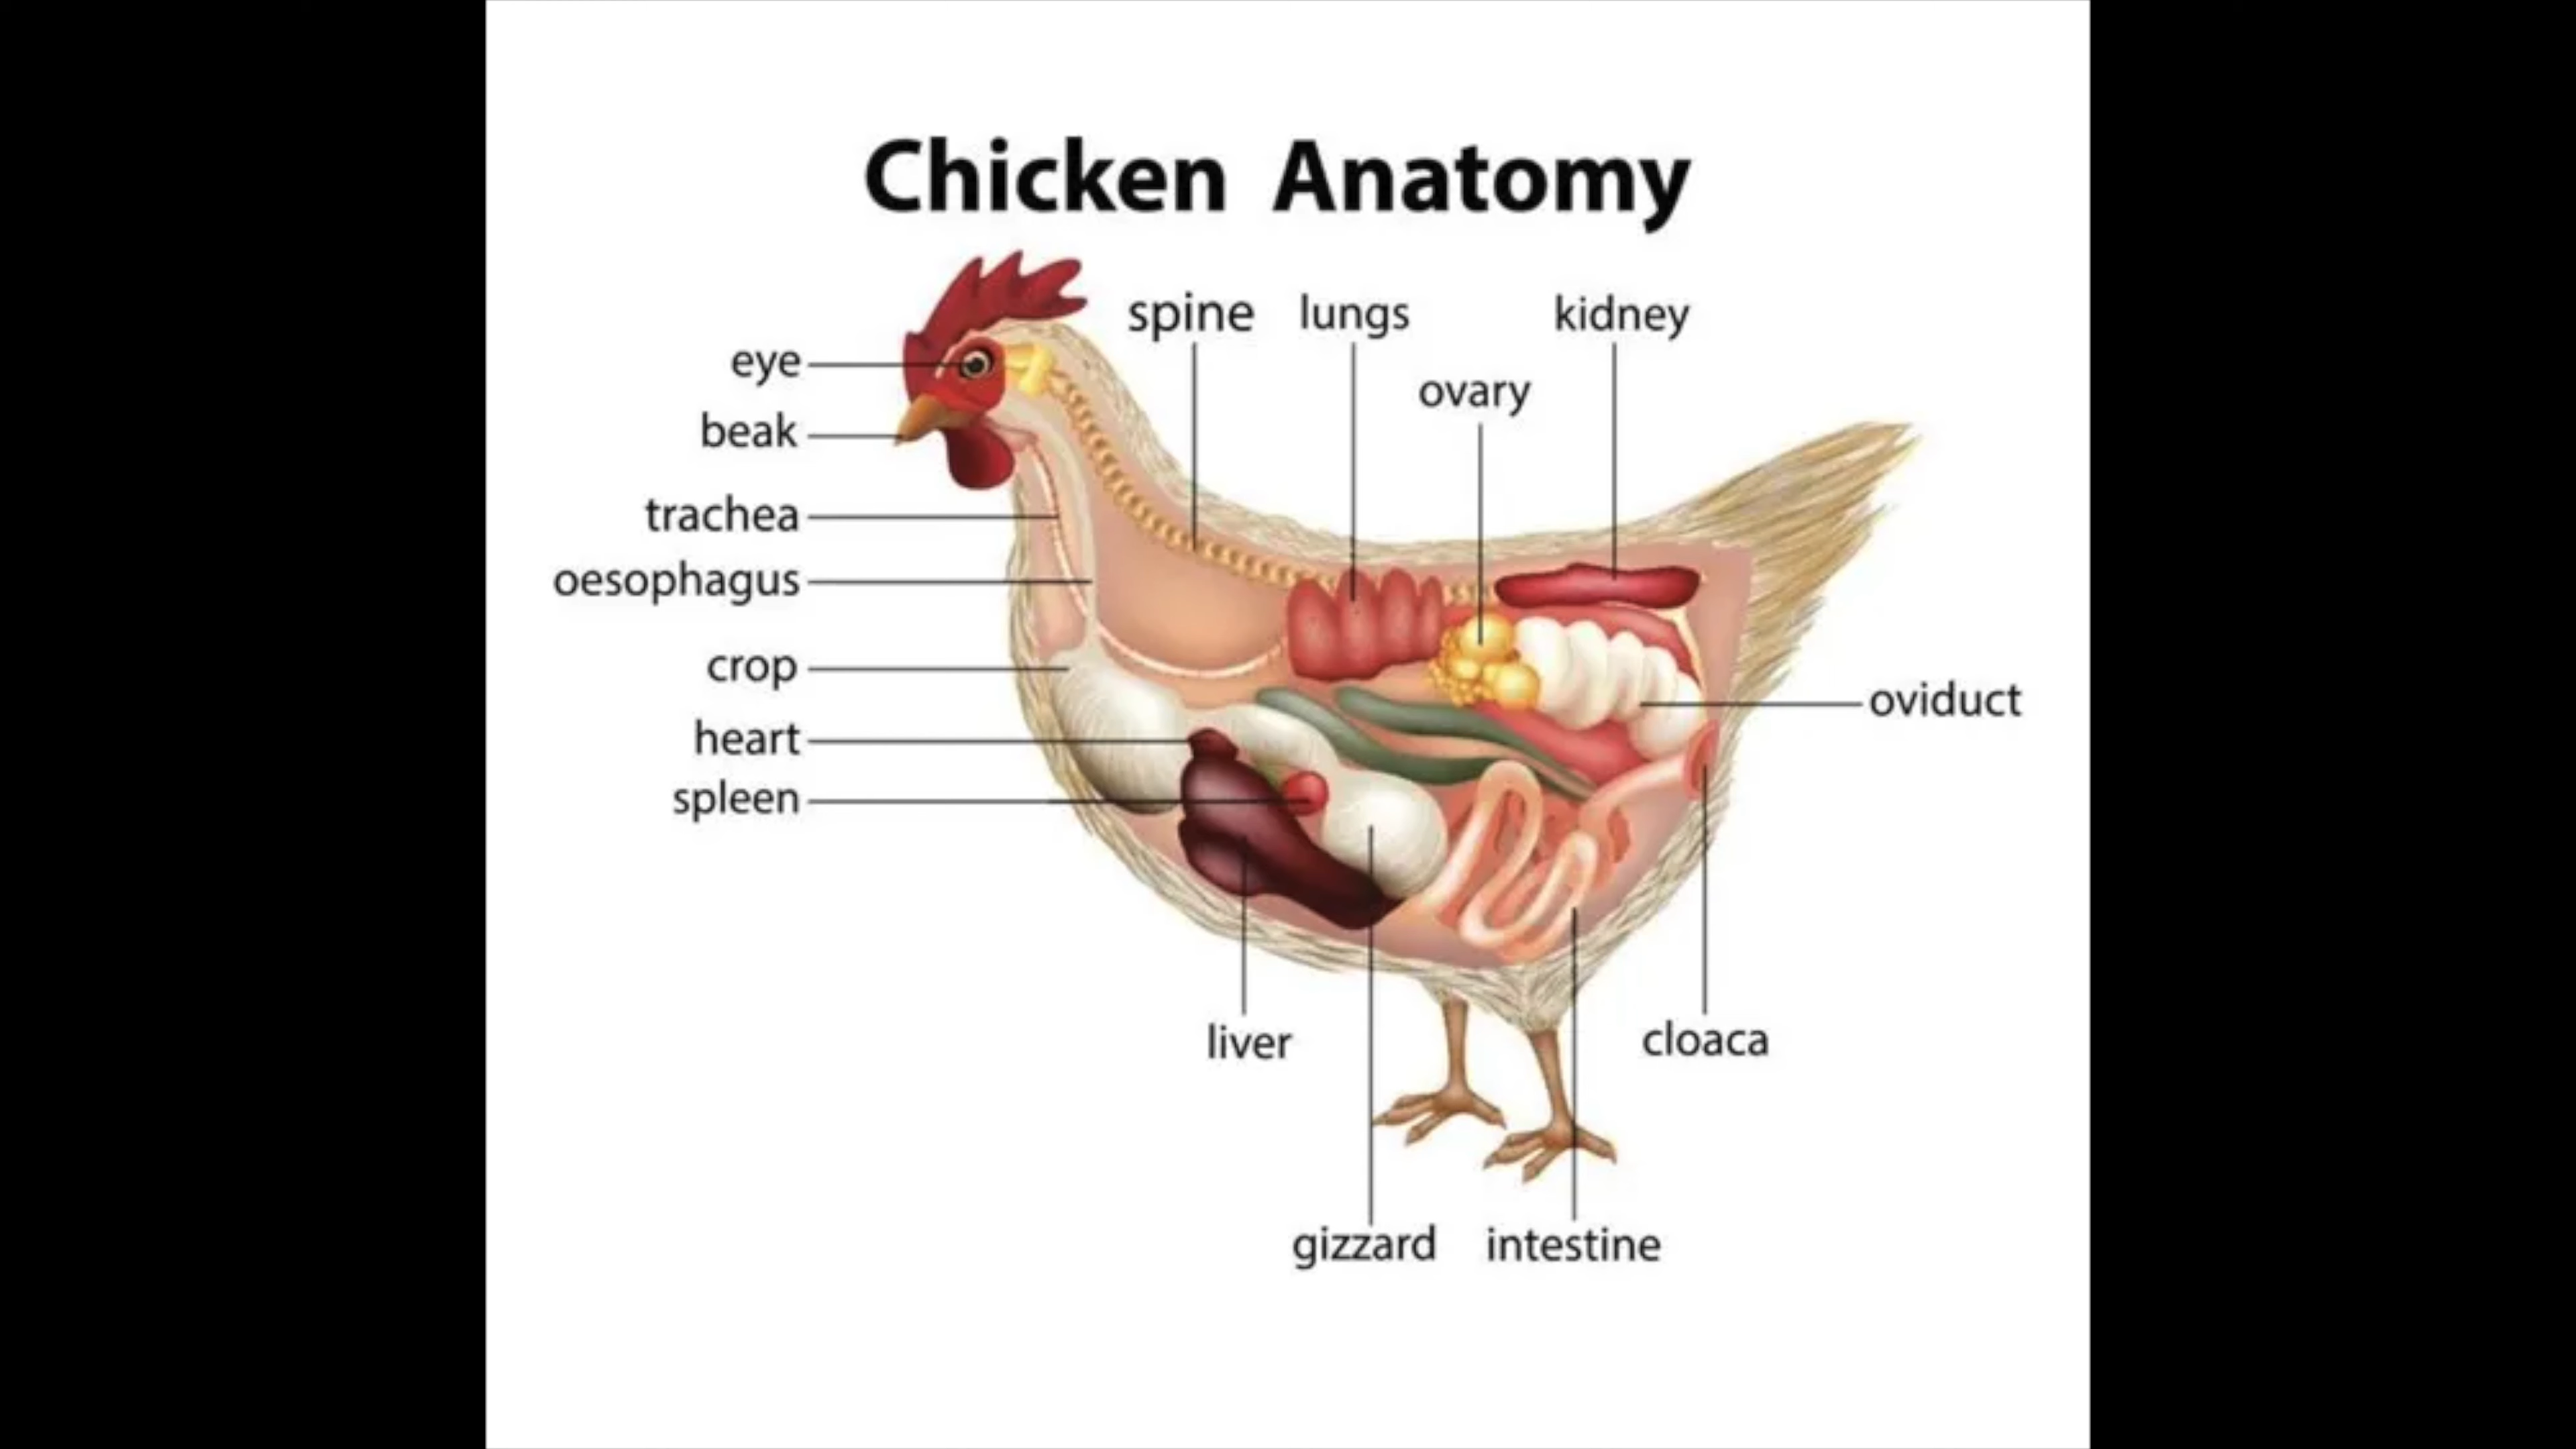 Chicken Anatomy
spine
lungs
kidney
ovary
eye
beak
trachea
oesophagus
crop
heart
spleen
oviduct
liver
cloaca
gizzard
intestine